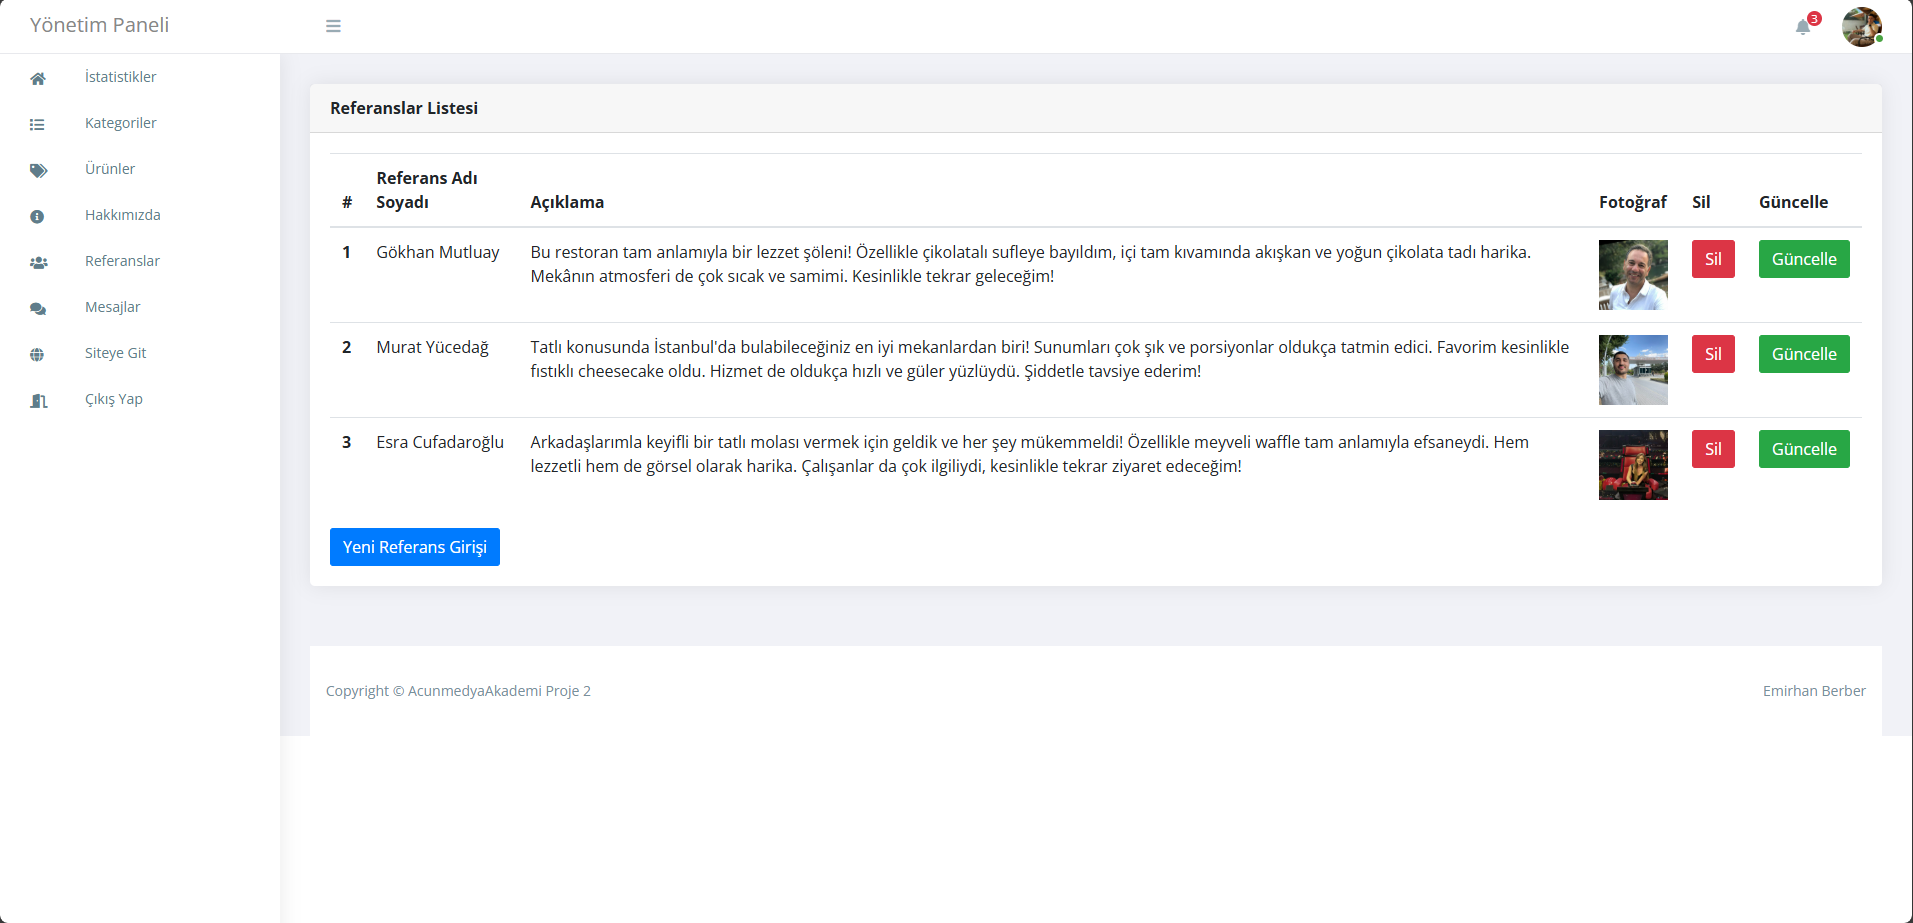 Yönetim Paneli
3
İstatistikler
Kategoriler
Ürünler
Hakkımızda
Referanslar
Mesajlar
Siteye Git
Çıkış Yap
Referanslar Listesi
# Referans Adı Soyadı Açıklama Fotoğraf Sil Güncelle
1 Gökhan Mutluay Bu restoran tam anlamıyla bir lezzet şöleni! Özellikle çikolatalı sufleye bayıldım, içi tam kıvamında akışkan ve yoğun çikolata tadı harika. Sil Güncelle
Mekânın atmosferi de çok sıcak ve samimi. Kesinlikle tekrar geleceğim!
2 Murat Yücedağ Tatlı konusunda İstanbul'da bulabileceğiniz en iyi mekanlardan biri! Sunumları çok şık ve porsiyonlar oldukça tatmin edici. Favorim kesinlikle Sil Güncelle
fıstıklı cheesecake oldu. Hizmet de oldukça hızlı ve güler yüzlüydü. Şiddetle tavsiye ederim!
3 Esra Cufadaroğlu Arkadaşlarımla keyifli bir tatlı molası vermek için geldik ve her şey mükemmeldi! Özellikle meyveli waffle tam anlamıyla efsaneydi. Hem Sil Güncelle
lezzetli hem de görsel olarak harika. Çalışanlar da çok ilgiliydi, kesinlikle tekrar ziyaret edeceğim!
Yeni Referans Girişi
Copyright © AcunmedyaAkademi Proje 2 Emirhan Berber